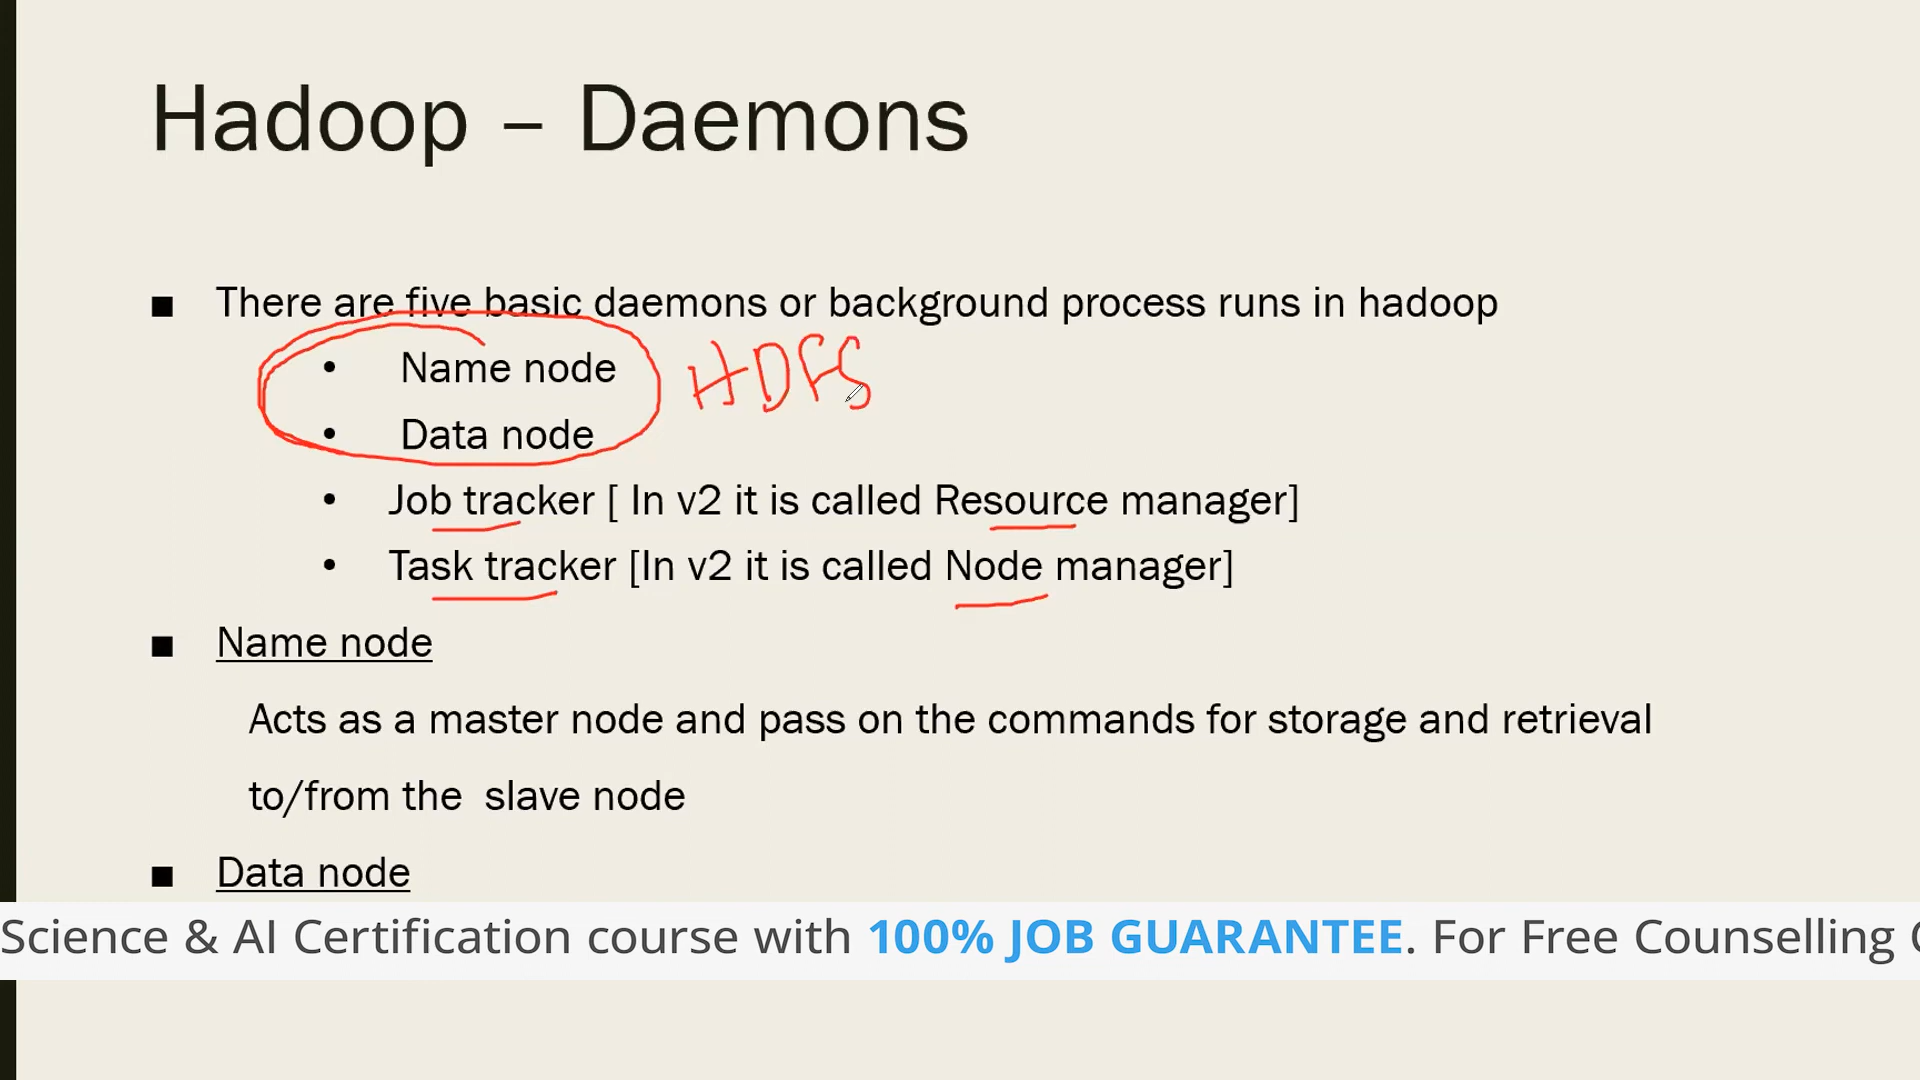 Hadoop – Daemons
■ There are five basic daemons or background process runs in hadoop
• Name node
HDFS
• Data node
• Job tracker [ In v2 it is called Resource manager]
• Task tracker [In v2 it is called Node manager]
■ Name node
Acts as a master node and pass on the commands for storage and retrieval
to/from the slave node
■ Data node
Science & AI Certification course with 100% JOB GUARANTEE. For Free Counselling